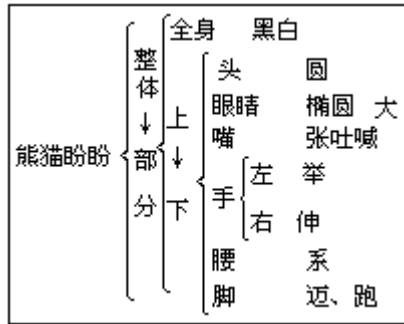 全身 黑白
整体→部分
上→下
头 圆
眼睛 椭圆 大
嘴 张吐喊
熊猫盼盼
手
左 举
右 伸
腰 系
脚 迈、跑